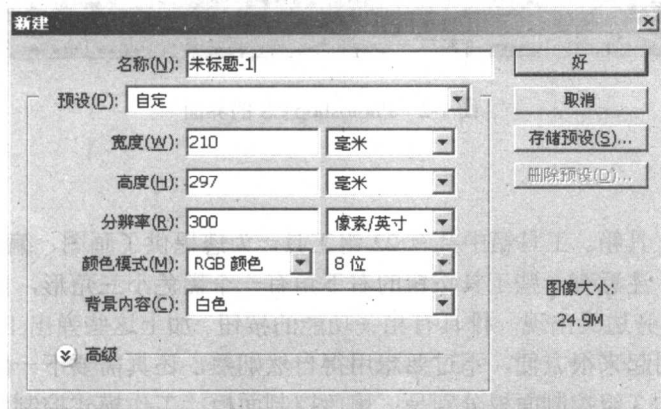 新建
名称(N): 未标题-1
好
预设(P): 自定
取消
宽度(W): 210 毫米
存储预设(S)...
高度(H): 297 毫米
删除预设(D)...
分辨率(R): 300 像素/英寸
颜色模式(M): RGB 颜色 8 位
图像大小:
背景内容(C): 白色
24.9M
高级